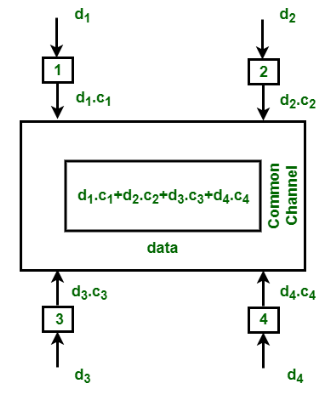 d₁ d₂
1 2
d₁.c₁ d₂.c₂
d₁.c₁+d₂.c₂+d₃.c₃+d₄.c₄
Common
Channel
data
d₃.c₃ d₄.c₄
3 4
d₃ d₄